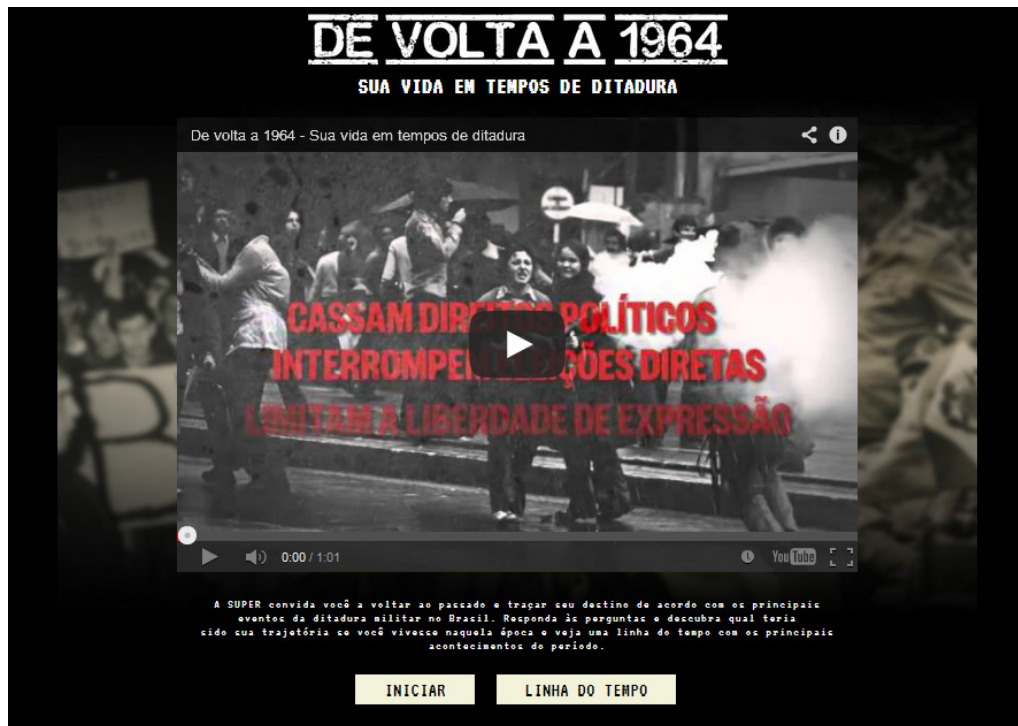 DE VOLTA A 1964
SUA VIDA EM TEMPOS DE DITADURA
De volta a 1964 - Sua vida em tempos de ditadura
CASSAM DIREITOS POLÍTICOS
INTERROMPEM ELEIÇÕES DIRETAS
LIMITAM A LIBERDADE DE EXPRESSÃO
0:00 / 1:01
YouTube
A SUPER convida você a voltar ao passado e traçar seu destino de acordo com os principais
eventos da ditadura militar no Brasil. Responda às perguntas e descubra qual teria
sido sua trajetória se você vivesse naquela época e veja uma linha do tempo com os principais
acontecimentos do período.
INICIAR
LINHA DO TEMPO